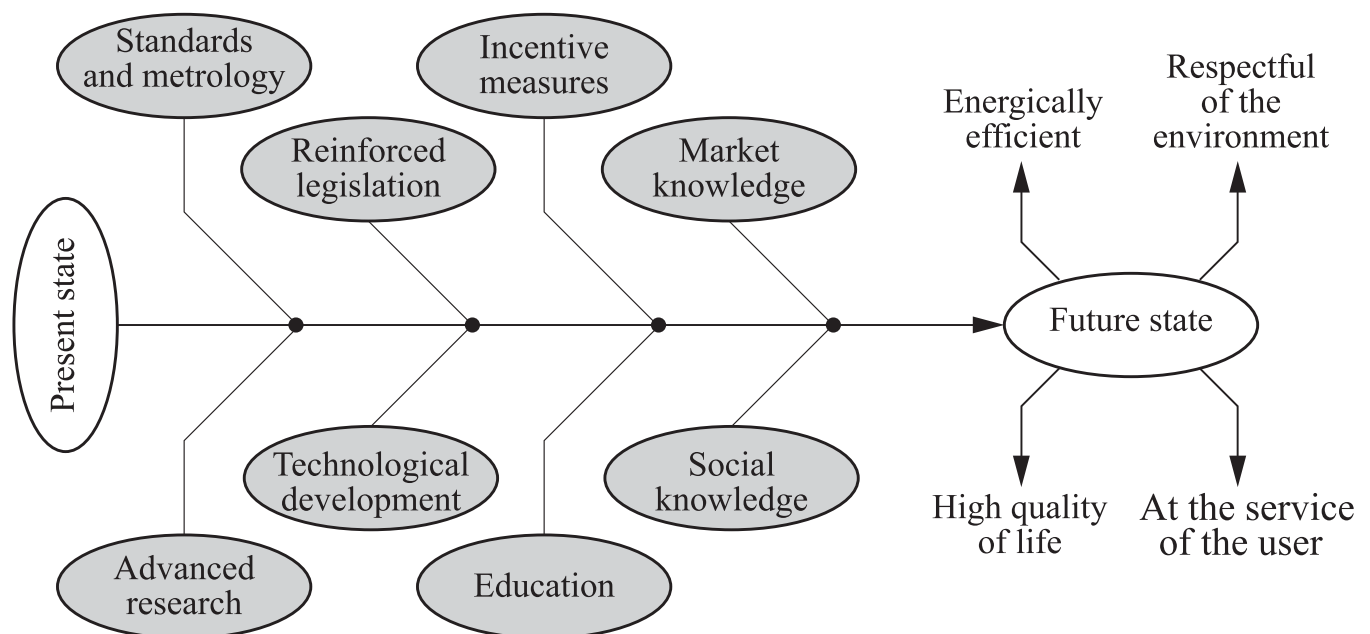 Standards
and metrology
Incentive
measures
Reinforced
legislation
Market
knowledge
Energically
efficient
Respectful
of the
environment
Present state
Future state
Technological
development
Social
knowledge
High quality
of life
At the service
of the user
Advanced
research
Education